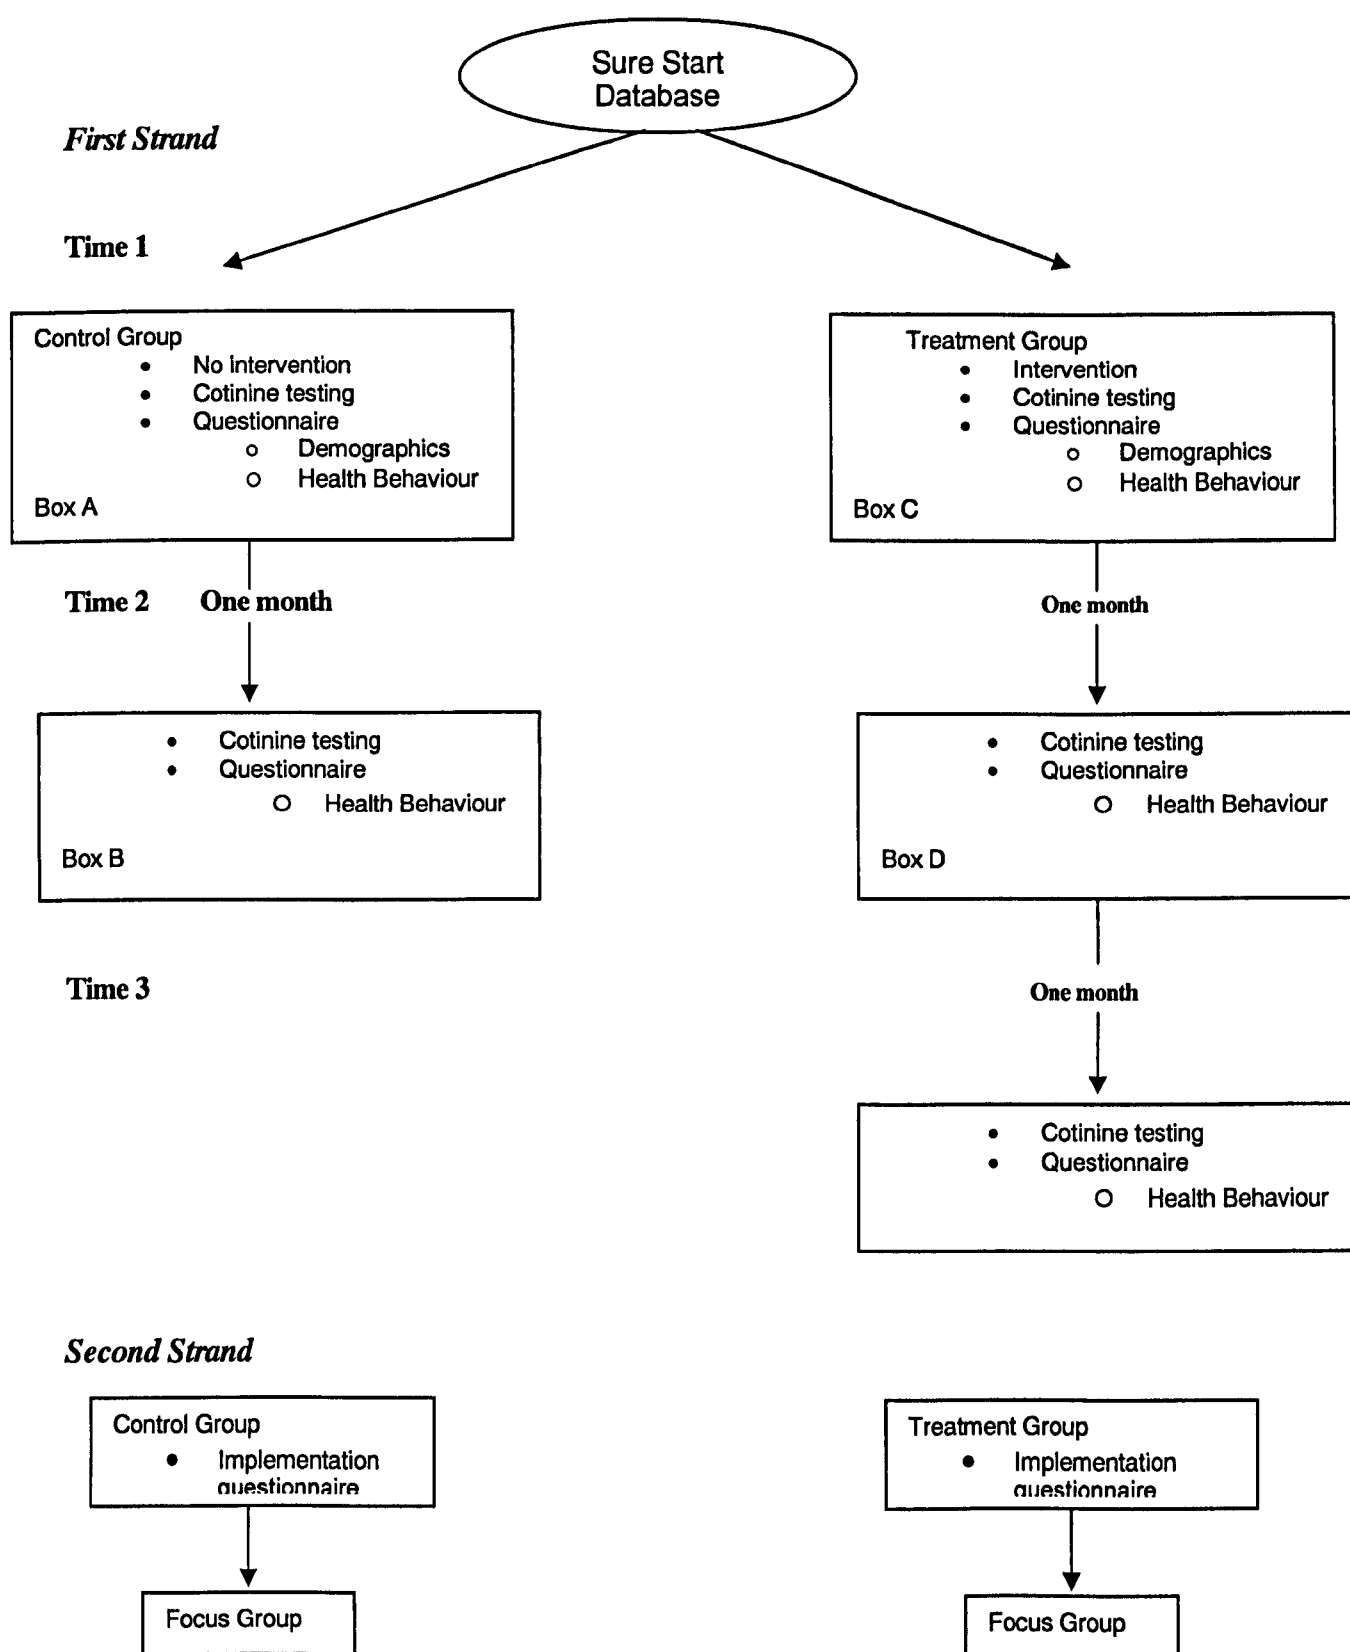 Sure Start
Database
First Strand
Time 1
Control Group
• No intervention
• Cotinine testing
• Questionnaire
o Demographics
o Health Behaviour
Box A
Treatment Group
• Intervention
• Cotinine testing
• Questionnaire
o Demographics
o Health Behaviour
Box C
Time 2 One month
One month
• Cotinine testing
• Questionnaire
o Health Behaviour
Box B
• Cotinine testing
• Questionnaire
o Health Behaviour
Box D
Time 3
One month
• Cotinine testing
• Questionnaire
o Health Behaviour
Second Strand
Control Group
• Implementation
questionnaire
Treatment Group
• Implementation
questionnaire
Focus Group
Focus Group